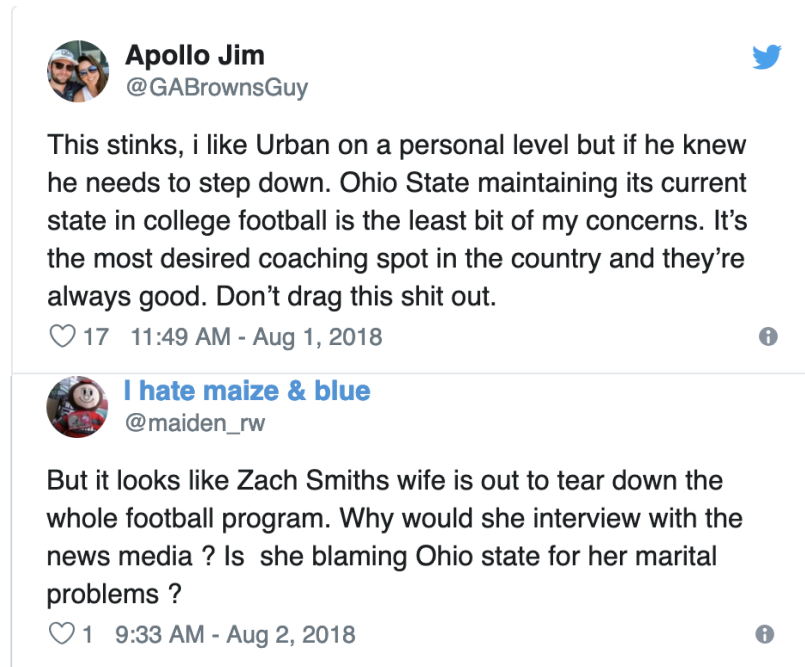 Apollo Jim
@GABrownsGuy
This stinks, i like Urban on a personal level but if he knew
he needs to step down. Ohio State maintaining its current
state in college football is the least bit of my concerns. It’s
the most desired coaching spot in the country and they’re
always good. Don’t drag this shit out.
17 11:49 AM - Aug 1, 2018
I hate maize & blue
@maiden_rw
But it looks like Zach Smiths wife is out to tear down the
whole football program. Why would she interview with the
news media ? Is  she blaming Ohio state for her marital
problems ?
1 9:33 AM - Aug 2, 2018